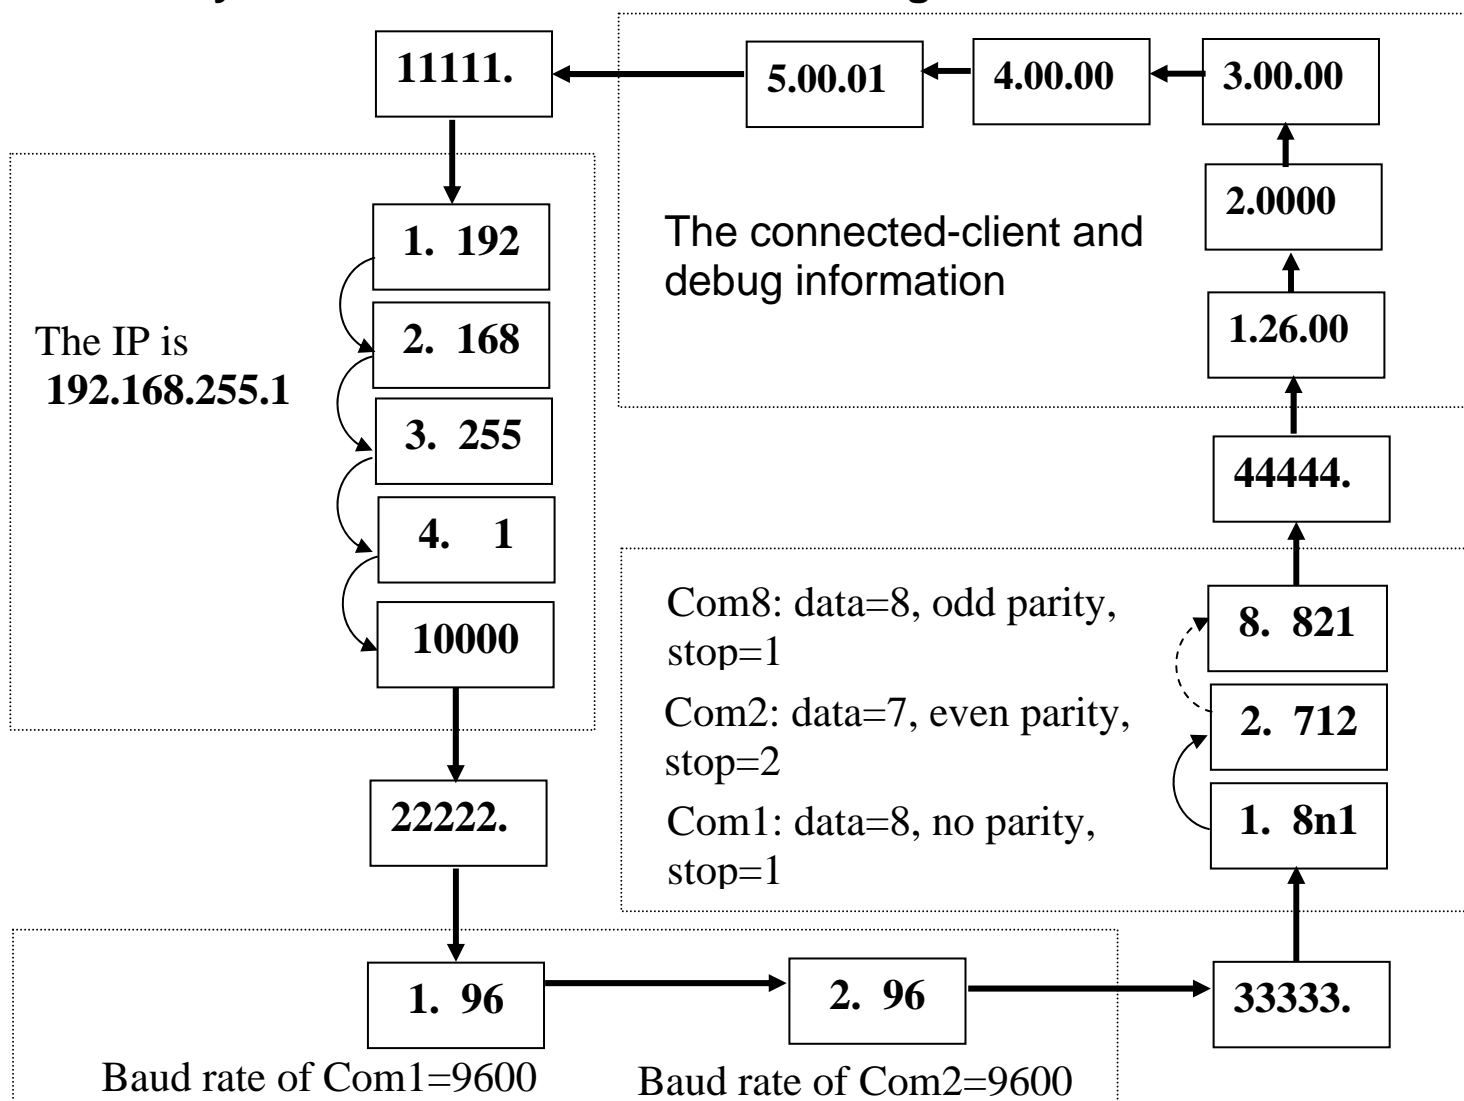 11111.
5.00.01
4.00.00
3.00.00
2.0000
1.26.00
The connected-client and
debug information
1. 192
2. 168
3. 255
4. 1
10000
The IP is
192.168.255.1
44444.
Com8: data=8, odd parity,
stop=1
8. 821
Com2: data=7, even parity,
stop=2
2. 712
Com1: data=8, no parity,
stop=1
1. 8n1
22222.
1. 96
2. 96
33333.
Baud rate of Com1=9600
Baud rate of Com2=9600